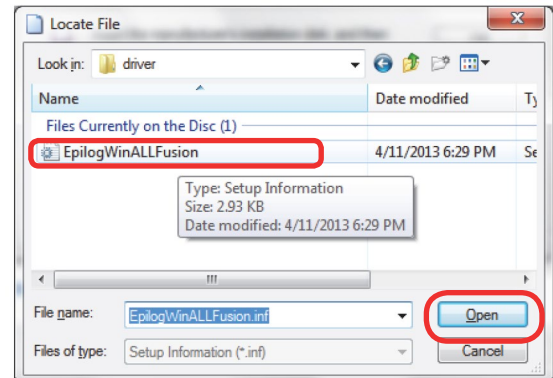 Locate File
Look in: driver
Name Date modified Ty
Files Currently on the Disc (1)
EpilogWinALLFusion 4/11/2013 6:29 PM Se
Type: Setup Information
Size: 2.93 KB
Date modified: 4/11/2013 6:29 PM
File name: EpilogWinALLFusion.inf Open
Files of type: Setup Information (*.inf) Cancel